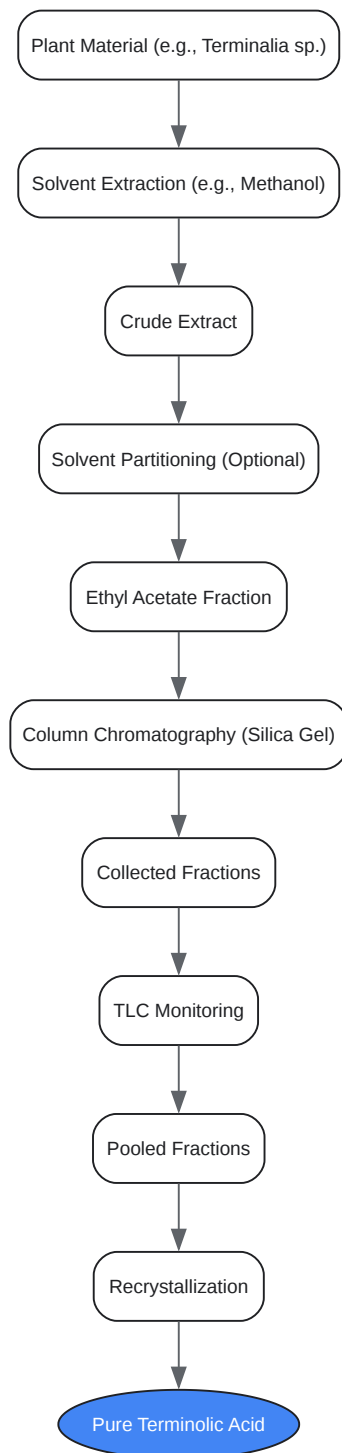 Plant Material (e.g., Terminalia sp.)
Solvent Extraction (e.g., Methanol)
Crude Extract
Solvent Partitioning (Optional)
Ethyl Acetate Fraction
Column Chromatography (Silica Gel)
Collected Fractions
TLC Monitoring
Pooled Fractions
Recrystallization
Pure Terminolic Acid